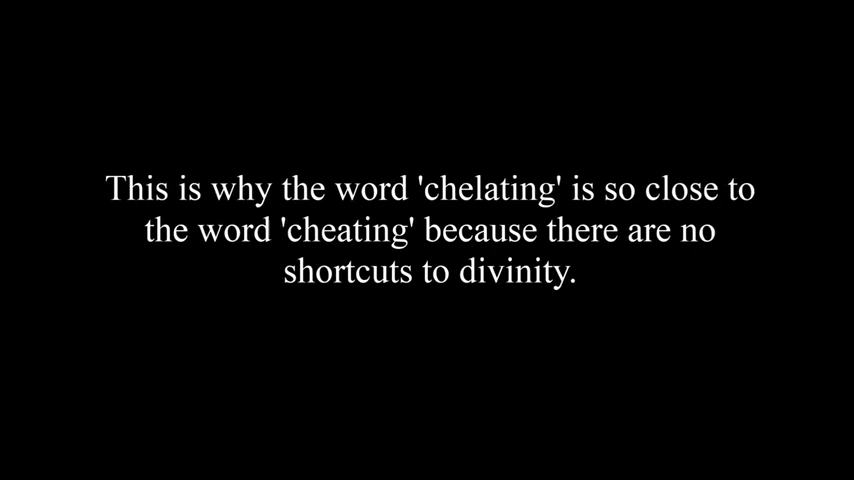 This is why the word 'chelating' is so close to
the word 'cheating' because there are no
shortcuts to divinity.